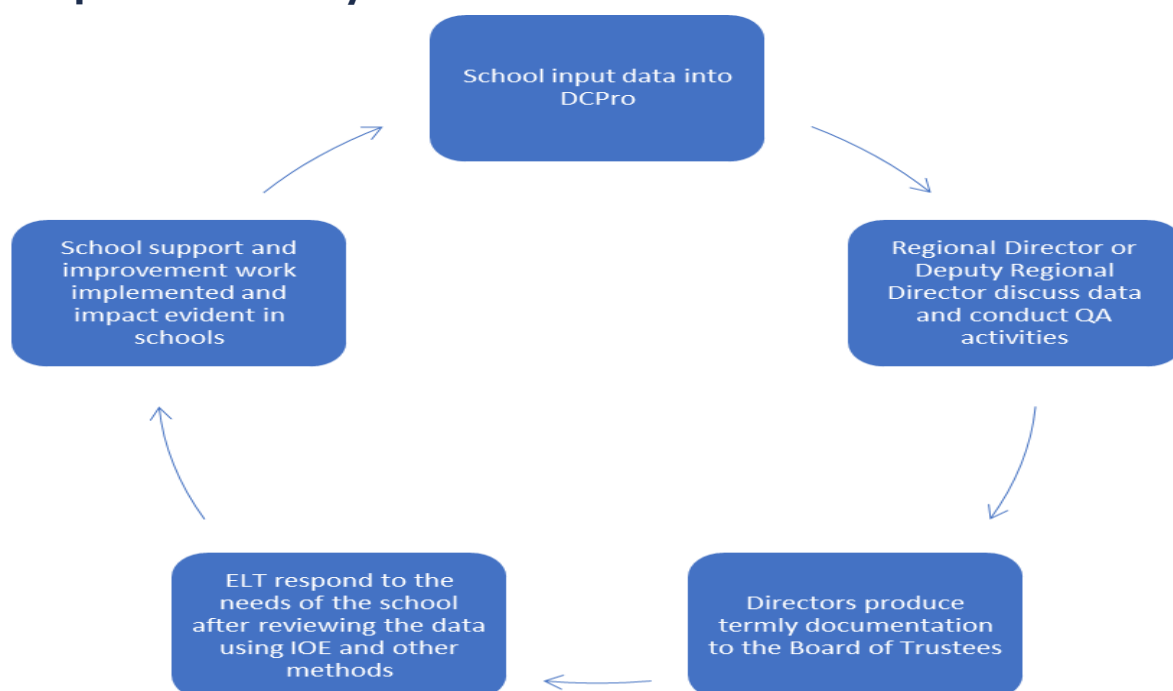 School input data into
DCPro
Regional Director or
Deputy Regional
Director discuss data
and conduct QA
activities
Directors produce
termly documentation
to the Board of Trustees
ELT respond to the
needs of the school
after reviewing the data
using IOE and other
methods
School support and
improvement work
implemented and
impact evident in
schools